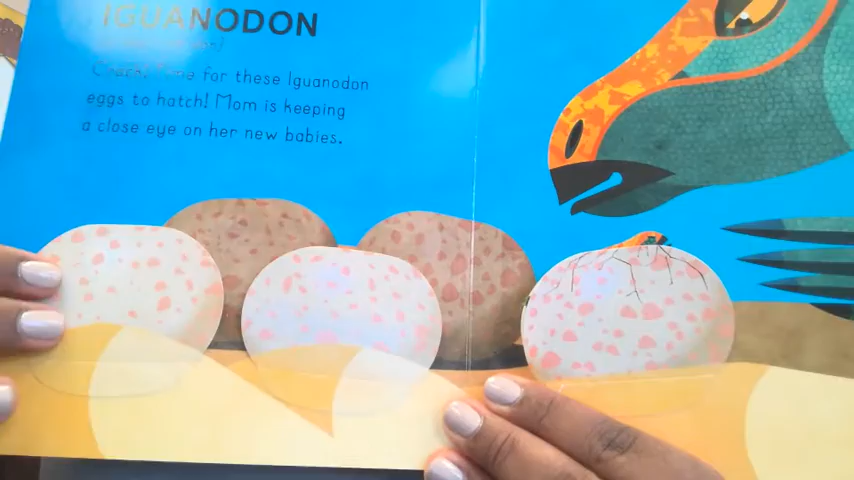 IGUANODON
Crack! Time for these Iguanodon
eggs to hatch! Mom is keeping
a close eye on her new babies.